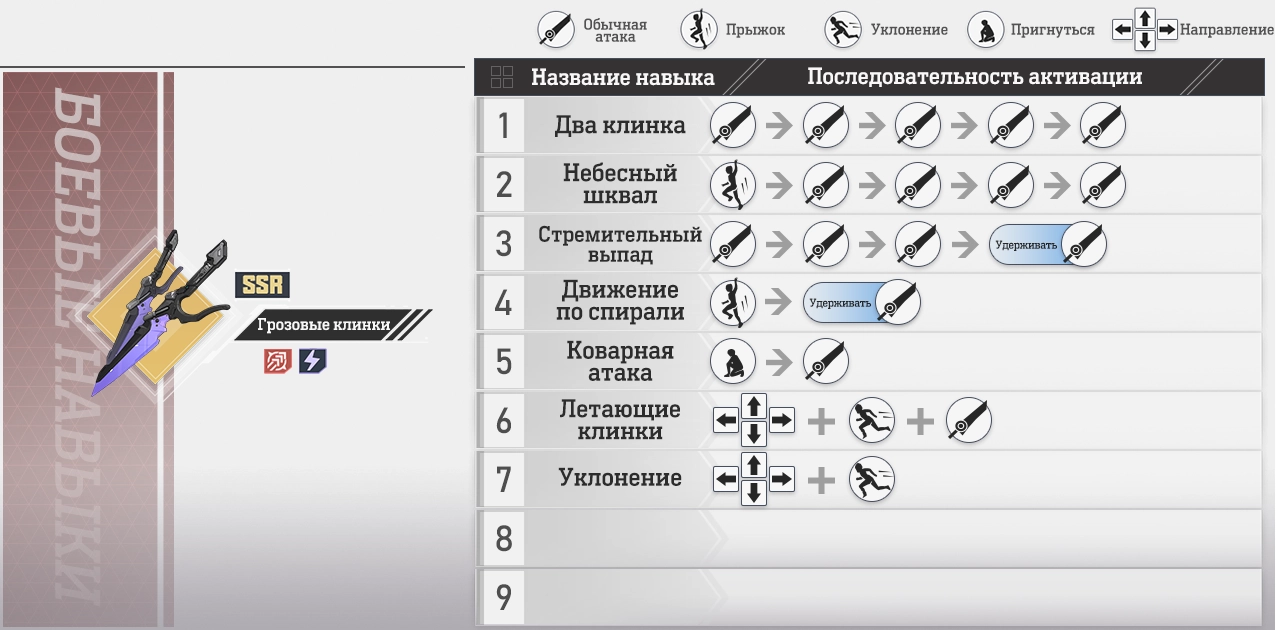 Обычная
атака
Прыжок
Уклонение
Пригнуться
Направление
Название навыка
Последовательность активации
БОЕВЫЕ НАВЫКИ
SSR
Грозовые клинки
1
Два клинка
2
Небесный
шквал
3
Стремительный
выпад
Удерживать
4
Движение
по спирали
Удерживать
5
Коварная
атака
6
Летающие
клинки
7
Уклонение
8
9